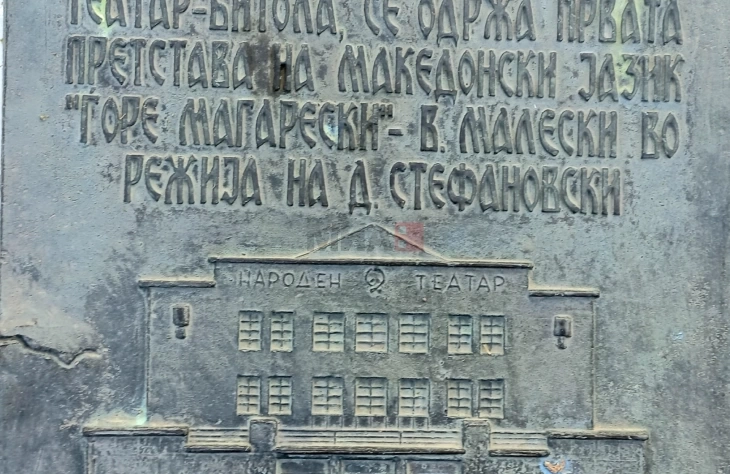 ТЕАТАР-БИТОЛА, СЕ ОДРЖА ПРВАТА
ПРЕТСТАВА НА МАКЕДОНСКИ ЈАЗИК
"ГОРЕ МАГАРЕСКИ"- В. МАЛЕСКИ ВО
РЕЖИЈА НА Д. СТЕФАНОВСКИ
НАРОДЕН ТЕАТАР